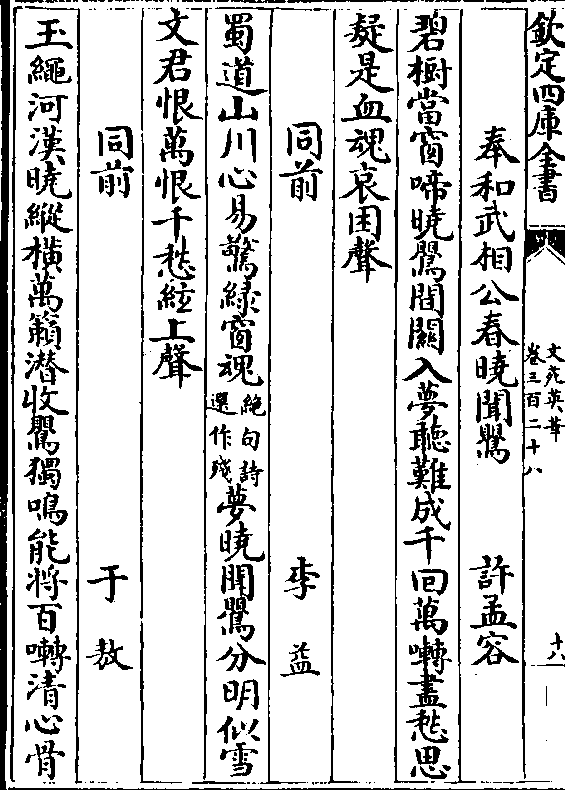 欽定四庫全書
文苑英華
卷三百二十八
十八
奉和武相公春曉聞鶯 許孟容
碧樹當窗啼曉鶯間關入夢聽難成千回萬囀盡愁思
疑是血魂哀困聲
同前 李益
蜀道山川心易驚綠窗魂絶句詩選作殘夢曉聞鶯分明似雪
文君恨萬恨千愁絃上聲
同前 于敖
玉繩河漢曉縱橫萬籟潛收鶯獨鳴能將百囀清心骨